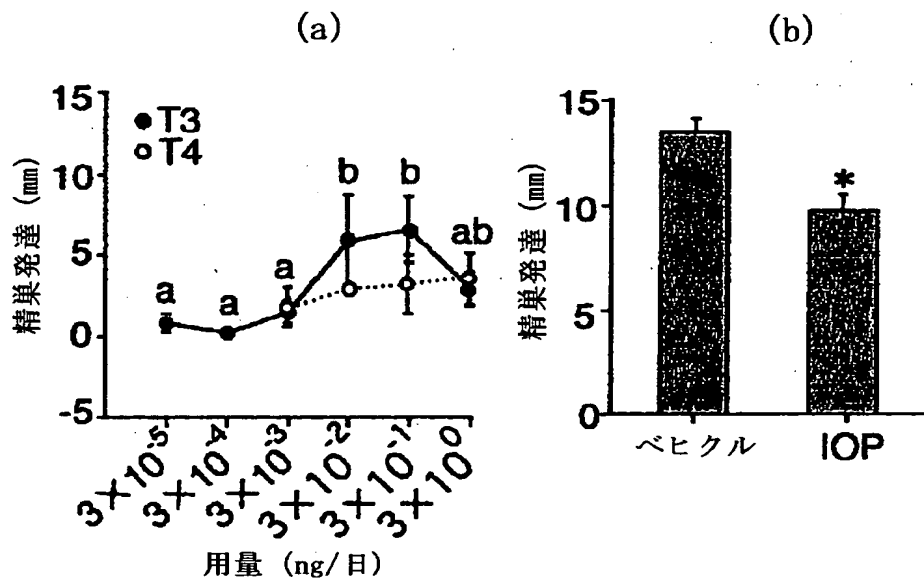 (a)
精巣発達 (mm)
15
10
5
0
-5
T3
T4
a
a
a
b
b
ab
3×10⁻⁵
3×10⁻⁴
3×10⁻³
3×10⁻²
3×10⁻¹
3×10⁰
用量 (ng/日)
(b)
精巣発達 (mm)
15
10
5
0
*
ベヒクル
IOP